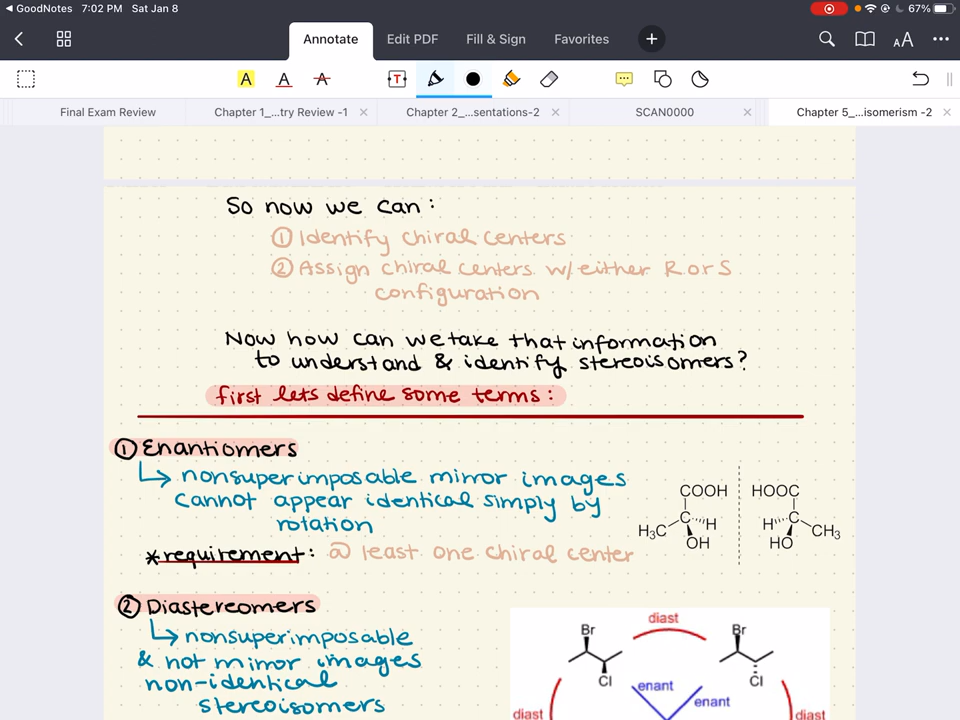 ◀ GoodNotes 7:02 PM Sat Jan 8 67%
Annotate Edit PDF Fill & Sign Favorites +
AA
A A A T
Final Exam Review Chapter 1_...try Review -1 × Chapter 2_...sentations-2 × SCAN0000 × Chapter 5_...isomerism -2 ×
So now we can:
① Identify chiral centers
② Assign chiral centers w/either R or S
configuration
Now how can we take that information
to understand & identify stereoisomers?
first lets define some terms:
① Enantiomers
↳ nonsuperimposable mirror images
cannot appear identical simply by
rotation
*requirement: @ least one chiral center
COOH HOOC
C H H C
H₃C OH HO CH₃
② Diastereomers
↳ nonsuperimposable
& not mirror images
non-identical
stereoisomers
diast
Br Br
Cl Cl
enant enant
diast diast